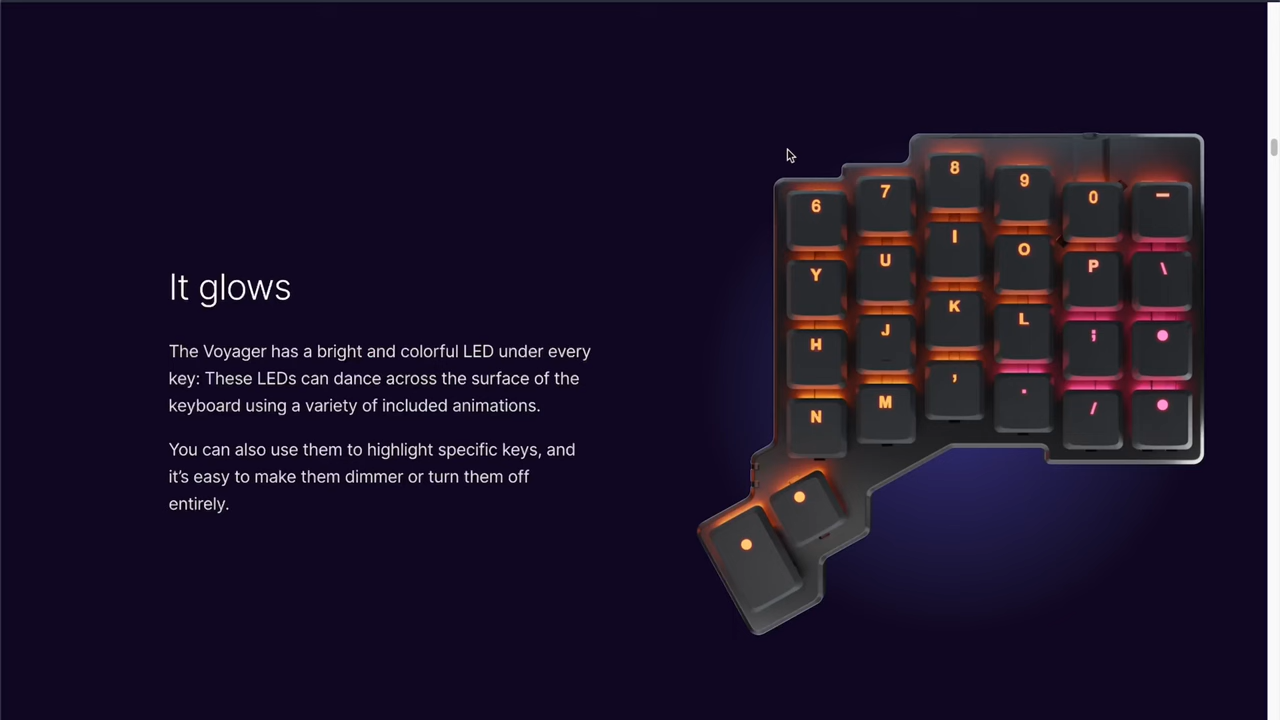 It glows
The Voyager has a bright and colorful LED under every
key: These LEDs can dance across the surface of the
keyboard using a variety of included animations.
You can also use them to highlight specific keys, and
it’s easy to make them dimmer or turn them off
entirely.
6 7 8 9 0 —
Y U I O P \
H J K L ;
N M , . /